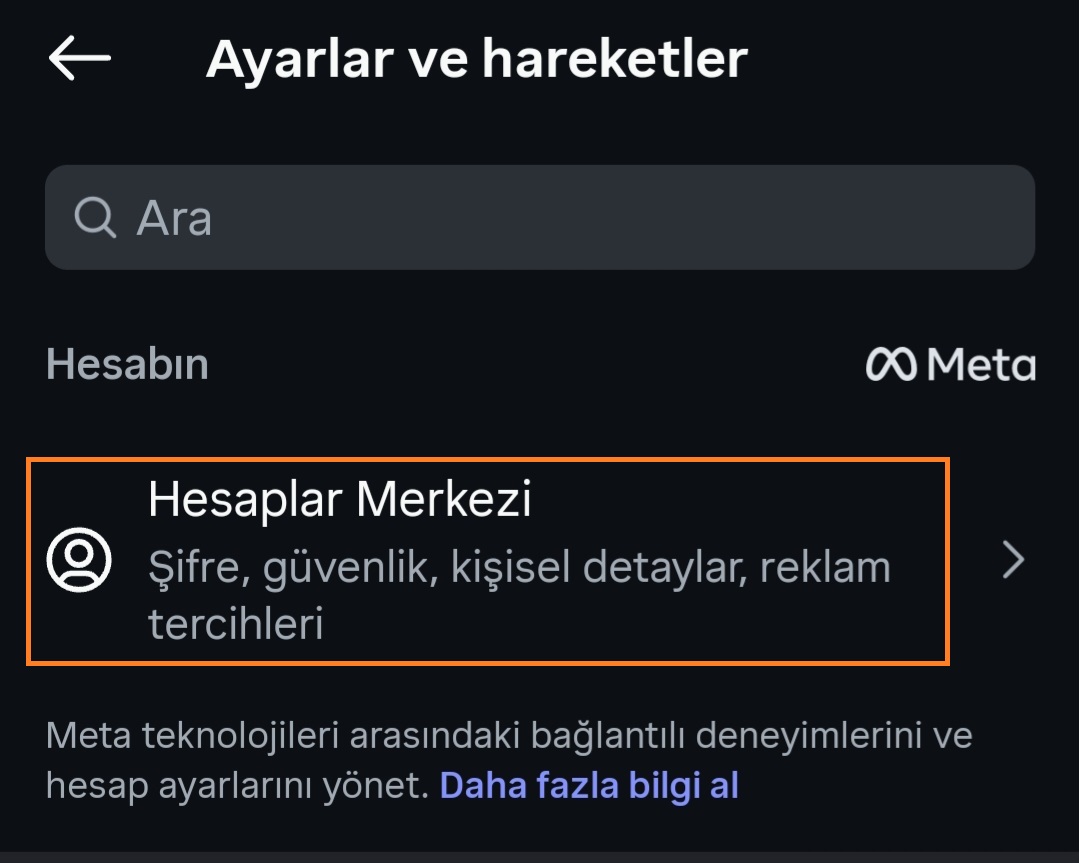 Ayarlar ve hareketler
Ara
Hesabın
Meta
Hesaplar Merkezi
Şifre, güvenlik, kişisel detaylar, reklam
tercihleri
Meta teknolojileri arasındaki bağlantılı deneyimlerini ve
hesap ayarlarını yönet. Daha fazla bilgi al